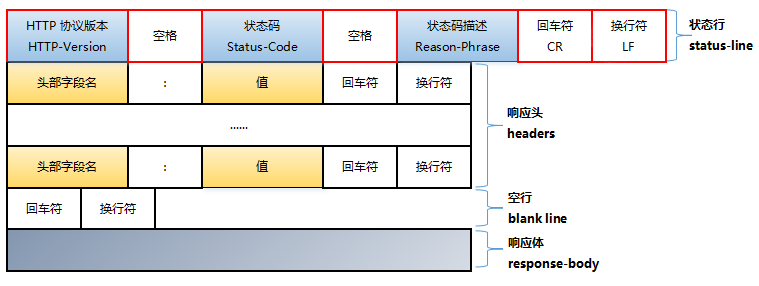 HTTP 协议版本
HTTP-Version
空格
状态码
Status-Code
空格
状态码描述
Reason-Phrase
回车符
CR
换行符
LF
状态行
status-line
头部字段名
:
值
回车符
换行符
......
响应头
headers
头部字段名
:
值
回车符
换行符
回车符
换行符
空行
blank line
响应体
response-body